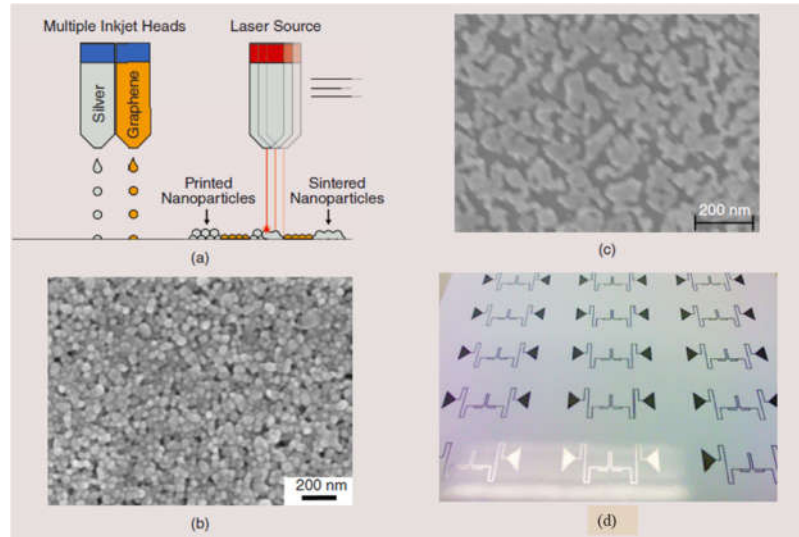 Multiple Inkjet Heads
Laser Source
Silver
Graphene
Printed
Nanoparticles
Sintered
Nanoparticles
(a)
200 nm
(c)
200 nm
(b)
(d)